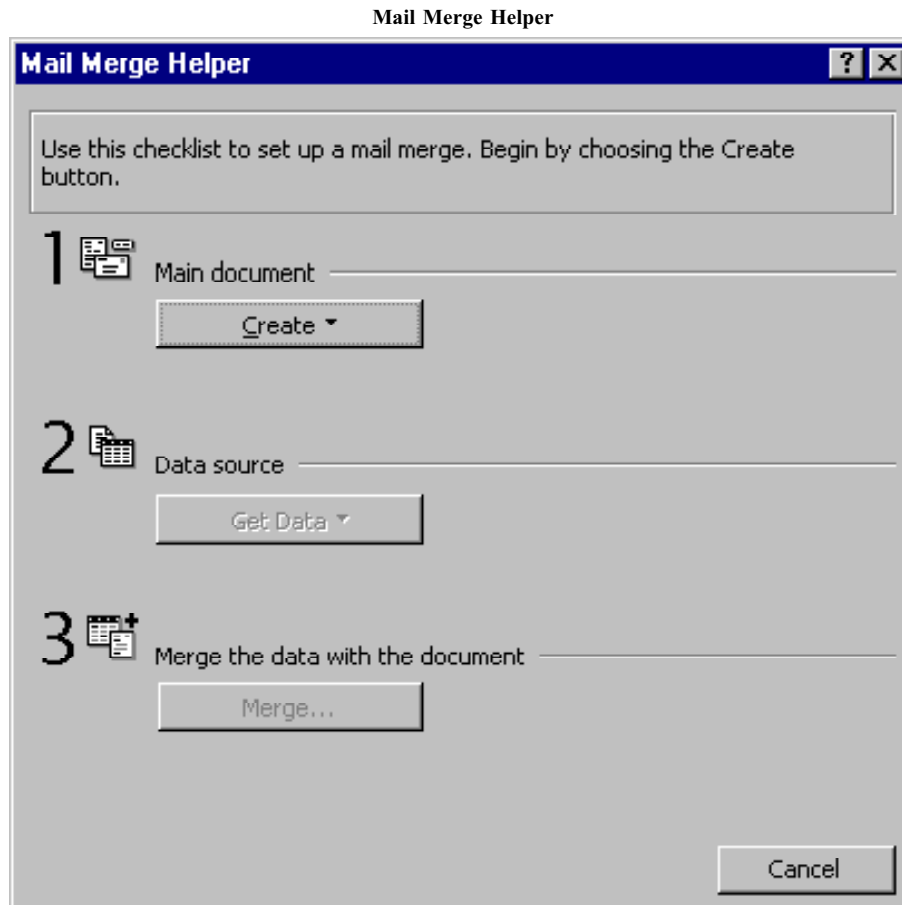 Mail Merge Helper
Mail Merge Helper
Use this checklist to set up a mail merge. Begin by choosing the Create
button.
1
Main document
Create
2
Data source
Get Data
3
Merge the data with the document
Merge...
Cancel